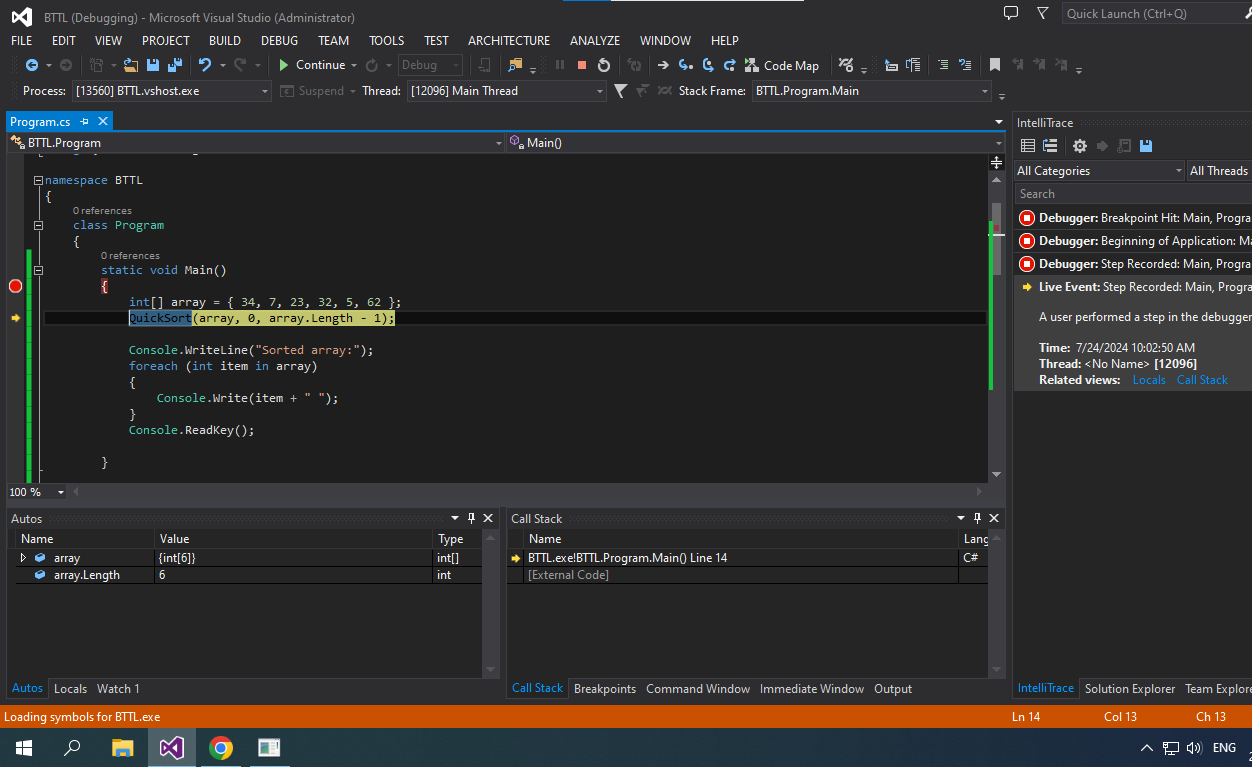 BTTL (Debugging) - Microsoft Visual Studio (Administrator)
Quick Launch (Ctrl+Q)
FILE EDIT VIEW PROJECT BUILD DEBUG TEAM TOOLS TEST ARCHITECTURE ANALYZE WINDOW HELP
Continue Debug Code Map
Process: [13560] BTTL.vshost.exe Suspend Thread: [12096] Main Thread Stack Frame: BTTL.Program.Main
Program.cs
BTTL.Program Main()
namespace BTTL
{
0 references
class Program
{
0 references
static void Main()
{
int[] array = { 34, 7, 23, 32, 5, 62 };
QuickSort(array, 0, array.Length - 1);
Console.WriteLine("Sorted array:");
foreach (int item in array)
{
Console.Write(item + " ");
}
Console.ReadKey();
}
100 %
IntelliTrace
All Categories All Threads
Search
Debugger: Breakpoint Hit: Main, Progra
Debugger: Beginning of Application: Ma
Debugger: Step Recorded: Main, Progra
Live Event: Step Recorded: Main, Progra
A user performed a step in the debugger
Time: 7/24/2024 10:02:50 AM
Thread: <No Name> [12096]
Related views: Locals Call Stack
Autos
Name Value Type
array {int[6]} int[]
array.Length 6 int
Autos Locals Watch 1
Call Stack
Name Lang
BTTL.exe!BTTL.Program.Main() Line 14 C#
[External Code]
Call Stack Breakpoints Command Window Immediate Window Output
IntelliTrace Solution Explorer Team Explore
Loading symbols for BTTL.exe Ln 14 Col 13 Ch 13
ENG